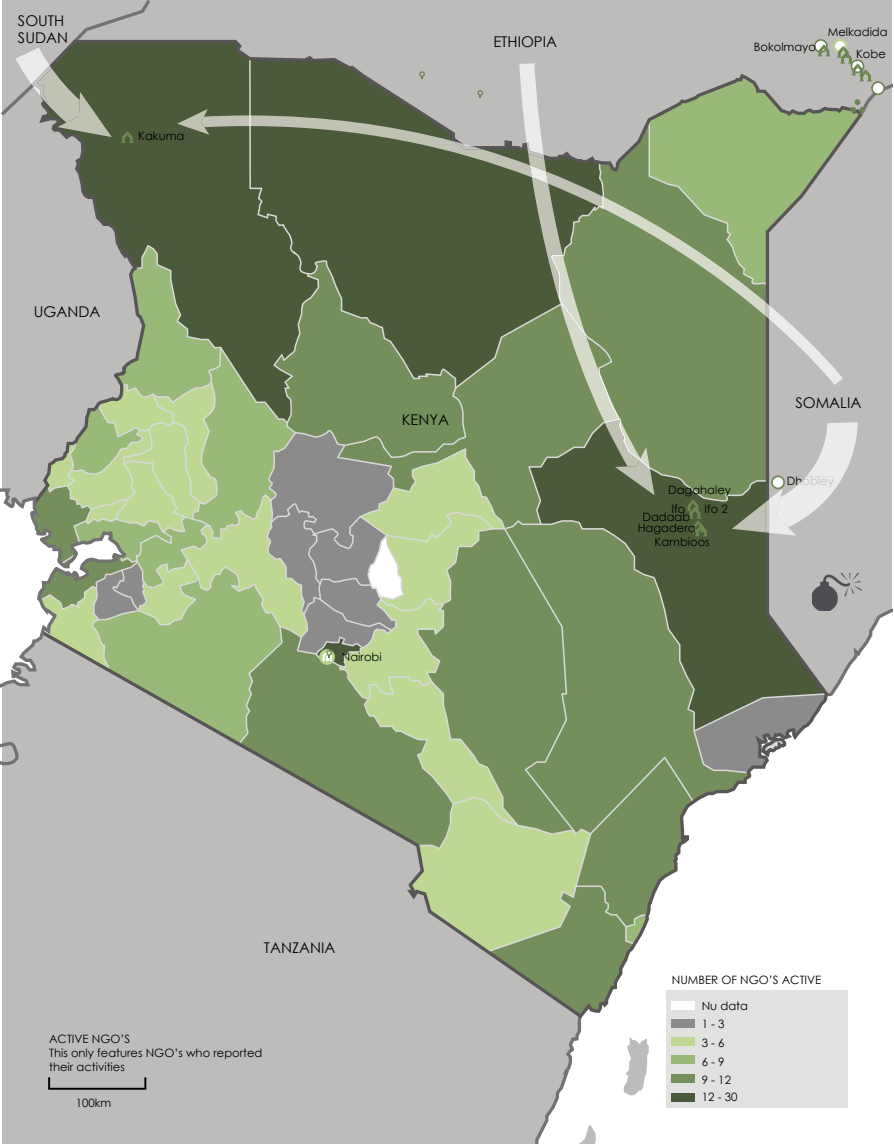 SOUTH
SUDAN
ETHIOPIA
Melkadida
Bokolmayo
Kobe
Kakuma
UGANDA
SOMALIA
KENYA
Dhobley
Dagahaley
Ifo
Ifo 2
Dadaab
Hagadera
Kambioos
Nairobi
TANZANIA
NUMBER OF NGO'S ACTIVE
Nu data
1 - 3
3 - 6
6 - 9
9 - 12
12 - 30
ACTIVE NGO'S
This only features NGO's who reported
their activities
100km